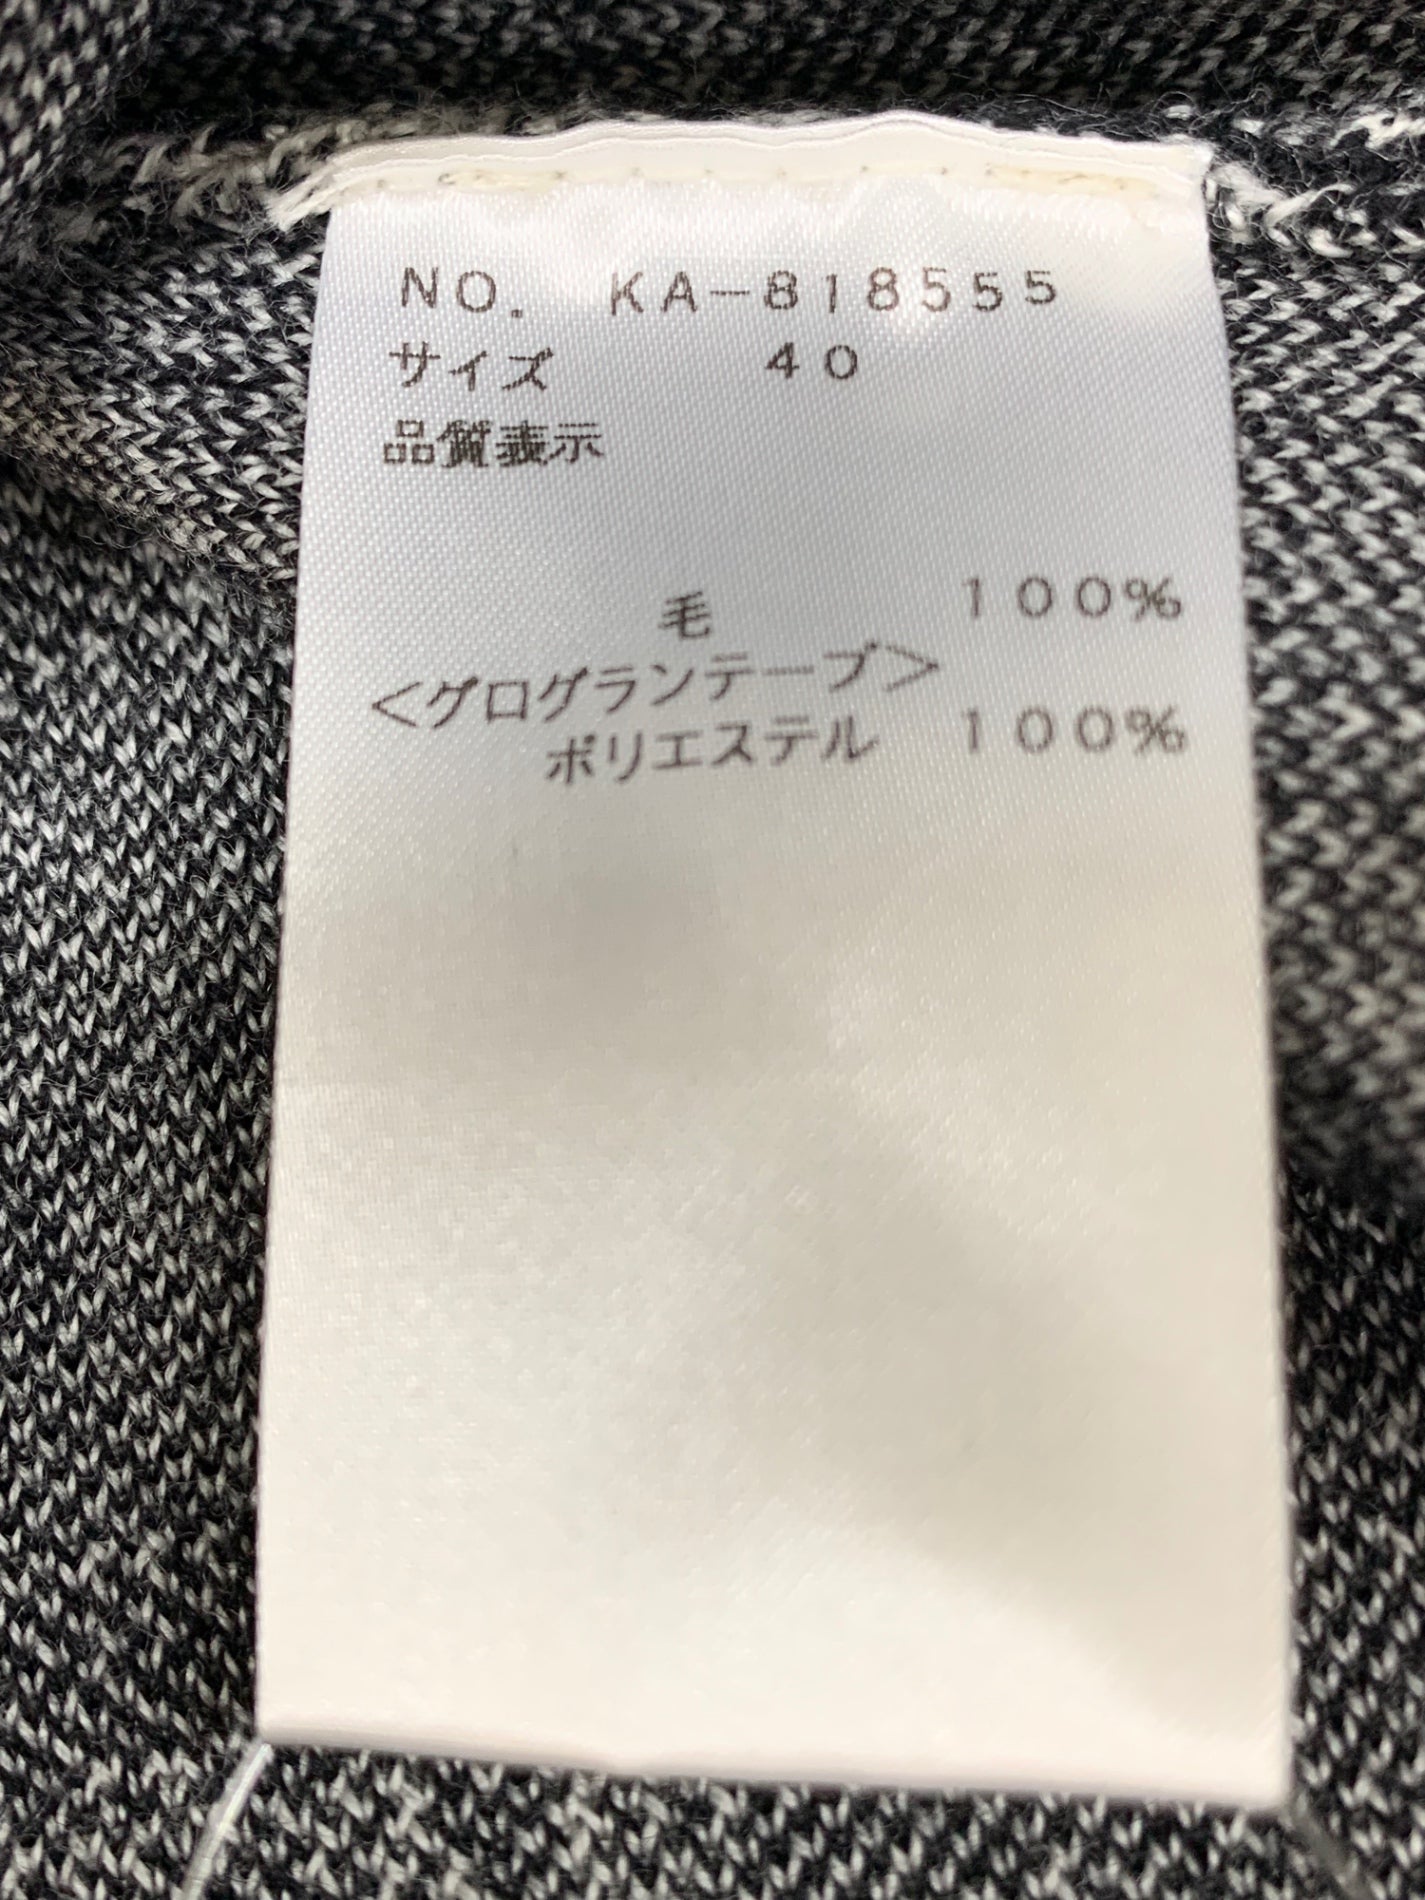 NO. KA-818555
サイズ 40
品質表示
毛 100%
<グログランテープ>
ポリエステル 100%